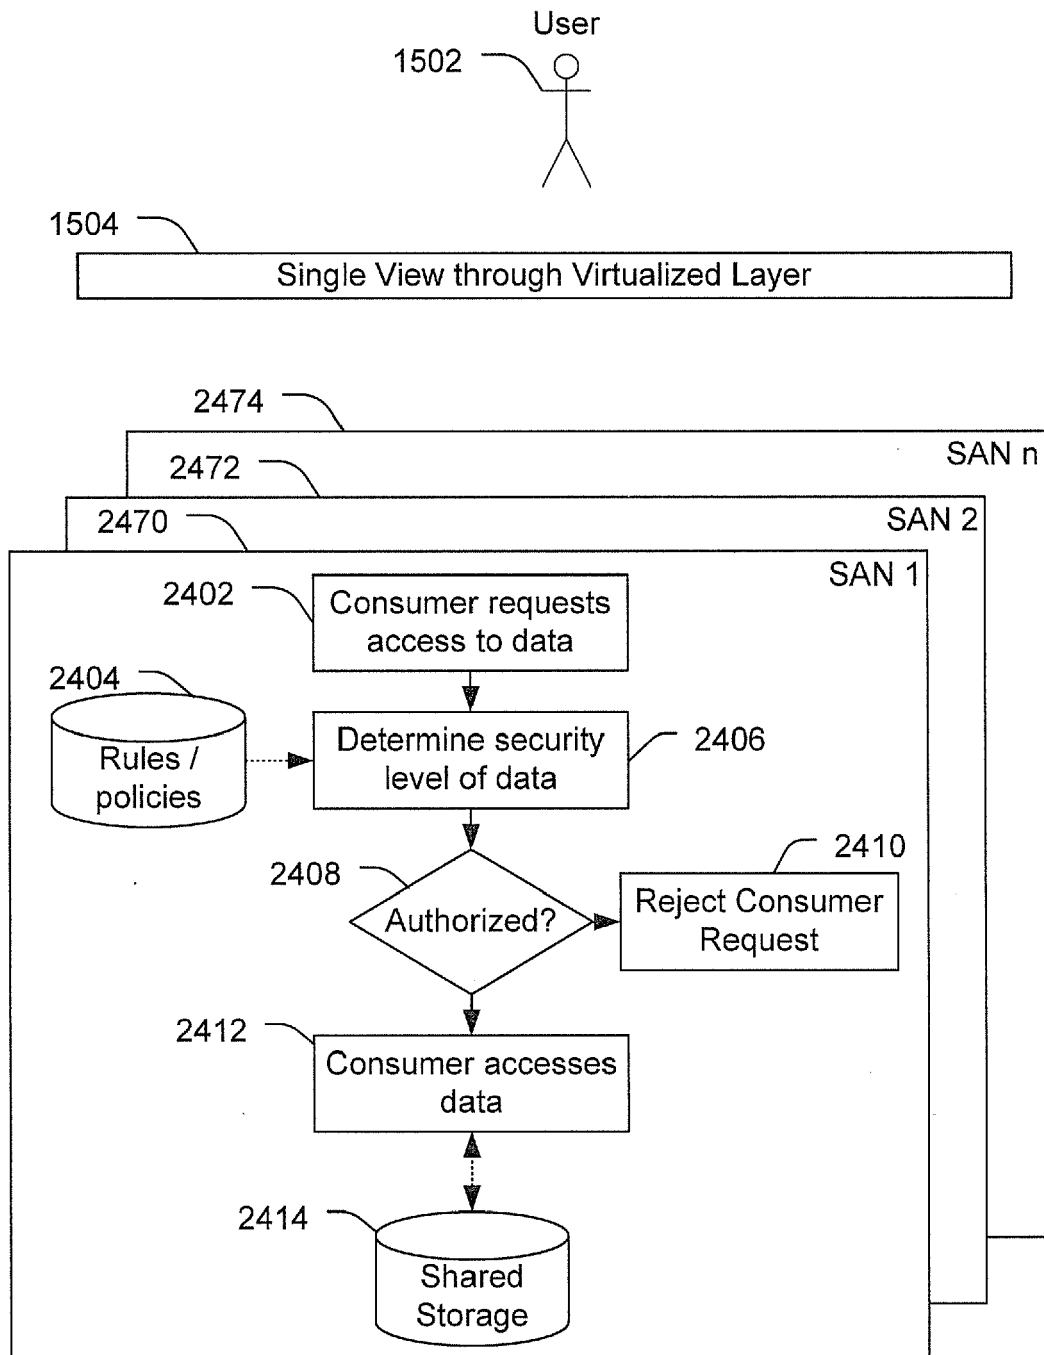 User
1502
1504
Single View through Virtualized Layer
2474
SAN n
2472
SAN 2
2470
SAN 1
2402
Consumer requests
access to data
2404
Rules /
policies
Determine security
level of data
2406
2408
Authorized?
2410
Reject Consumer
Request
2412
Consumer accesses
data
2414
Shared
Storage